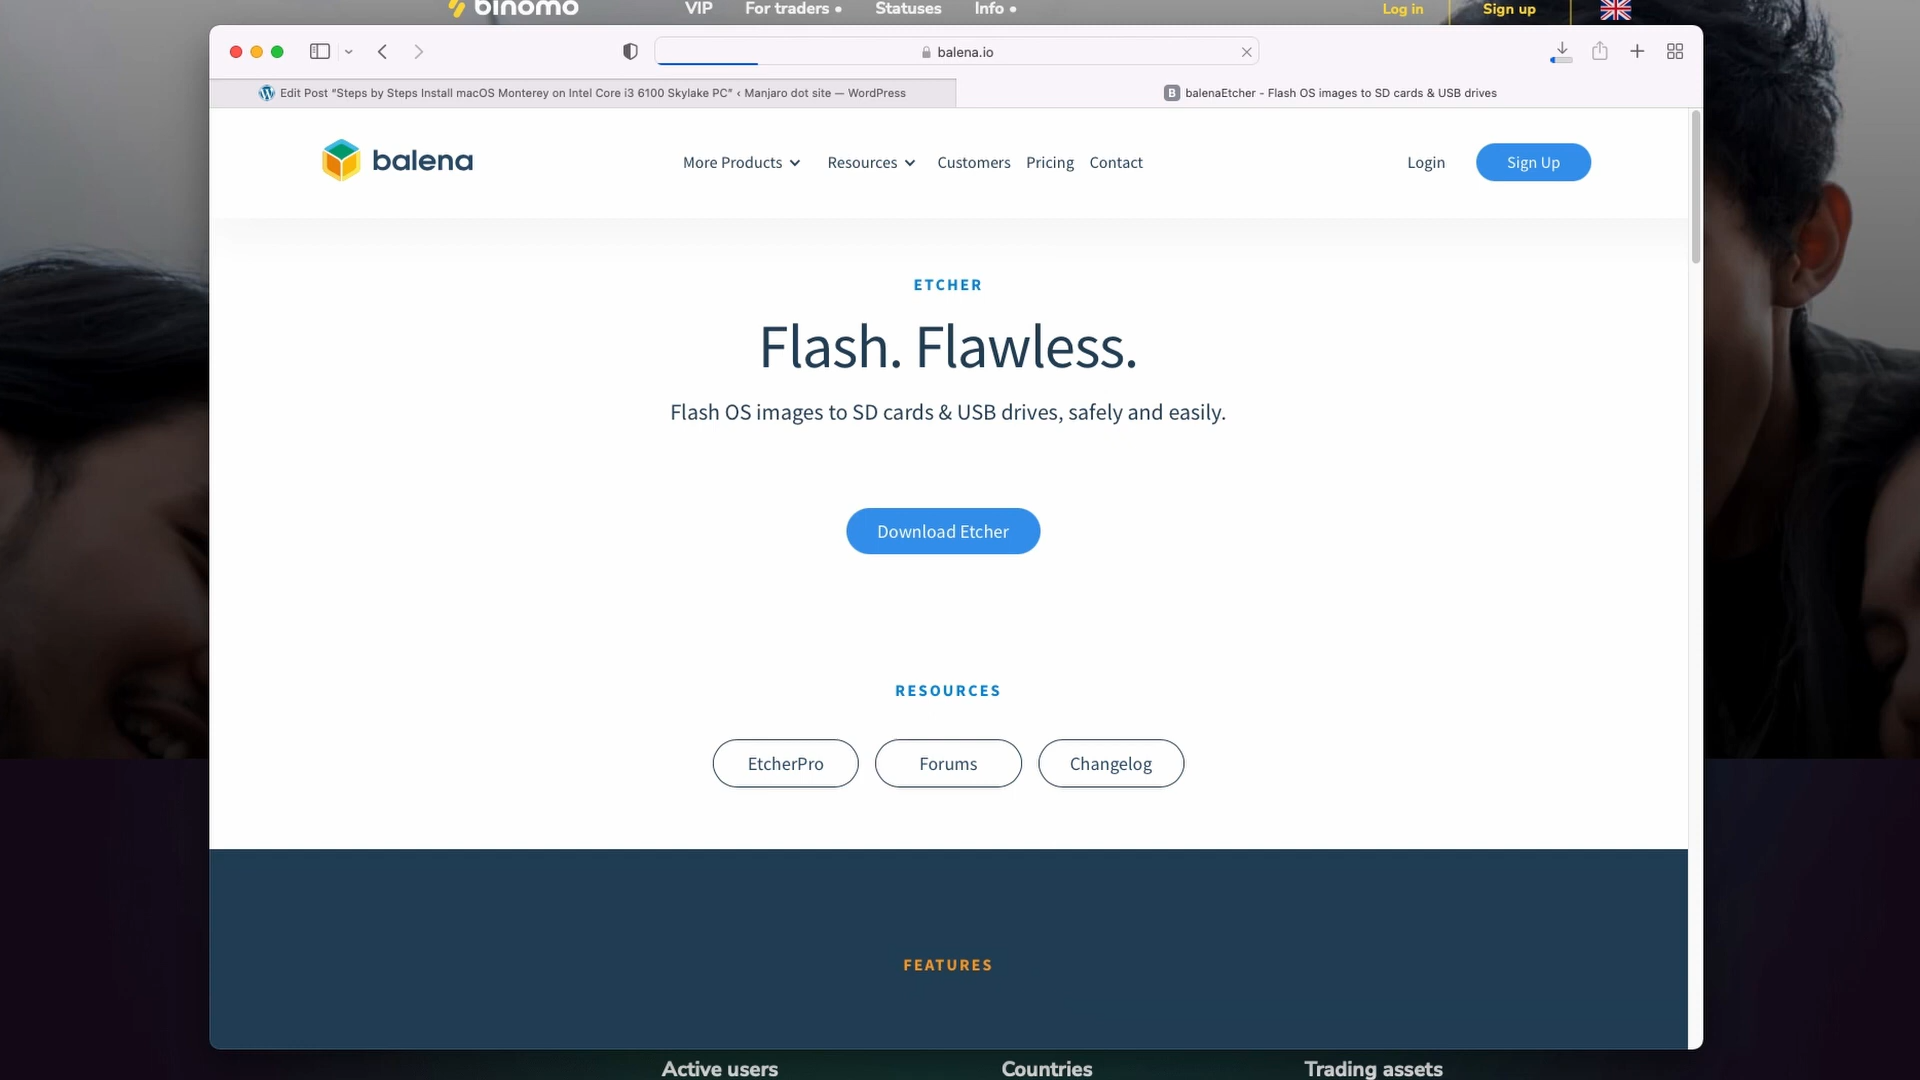 binomo VIP For traders • Statuses Info • Log in Sign up
balena.io
Edit Post “Steps by Steps Install macOS Monterey on Intel Core i3 6100 Skylake PC” ‹ Manjaro dot site — WordPress
B balenaEtcher - Flash OS images to SD cards & USB drives
balena More Products Resources Customers Pricing Contact Login Sign Up
ETCHER
Flash. Flawless.
Flash OS images to SD cards & USB drives, safely and easily.
Download Etcher
RESOURCES
EtcherPro Forums Changelog
FEATURES
Active users Countries Trading assets